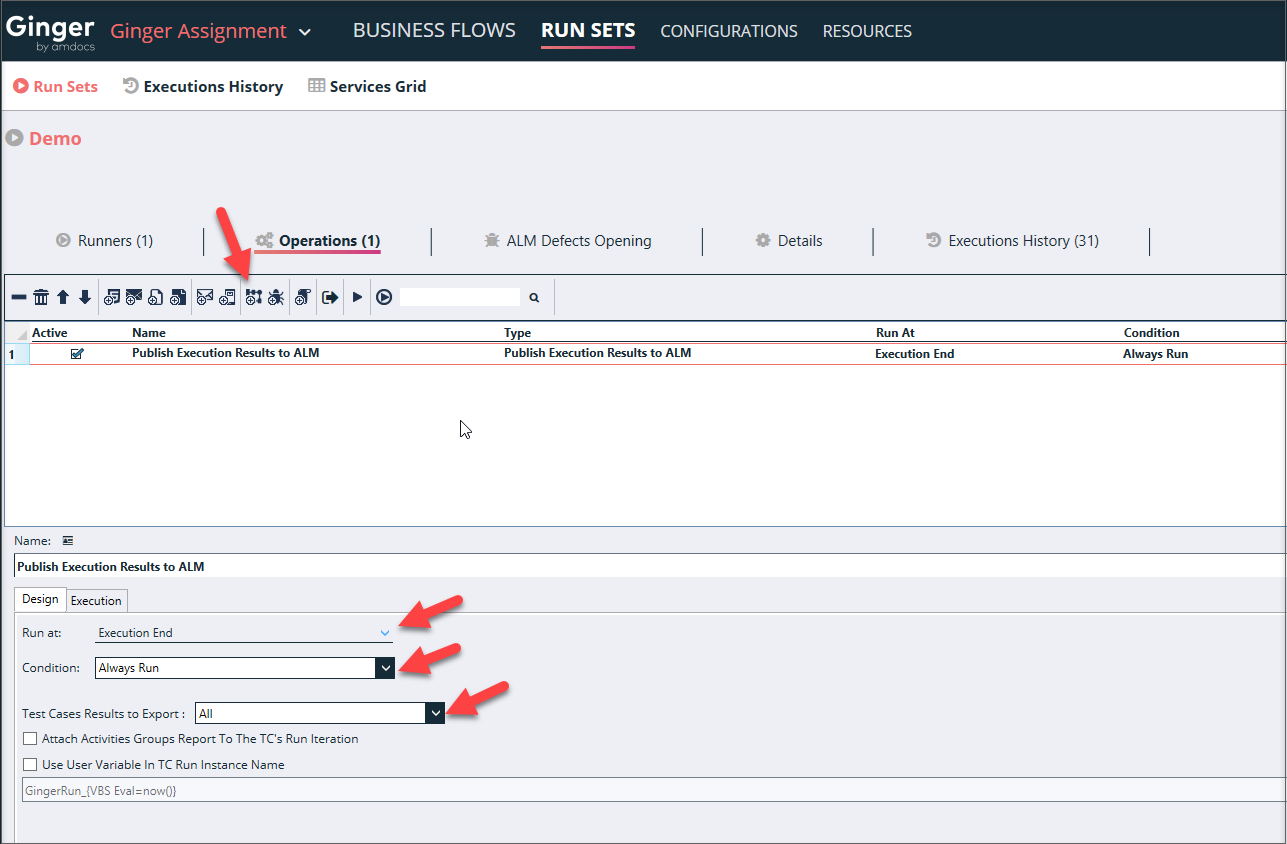 Ginger Ginger Assignment BUSINESS FLOWS RUN SETS CONFIGURATIONS RESOURCES
by amdocs
Run Sets Executions History Services Grid
Demo
Runners (1) Operations (1) ALM Defects Opening Details Executions History (31)
Active Name Type Run At Condition
1 Publish Execution Results to ALM Publish Execution Results to ALM Execution End Always Run
Name:
Publish Execution Results to ALM
Design Execution
Run at: Execution End
Condition: Always Run
Test Cases Results to Export : All
Attach Activities Groups Report To The TC's Run Iteration
Use User Variable In TC Run Instance Name
GingerRun_{VBS Eval=now()}